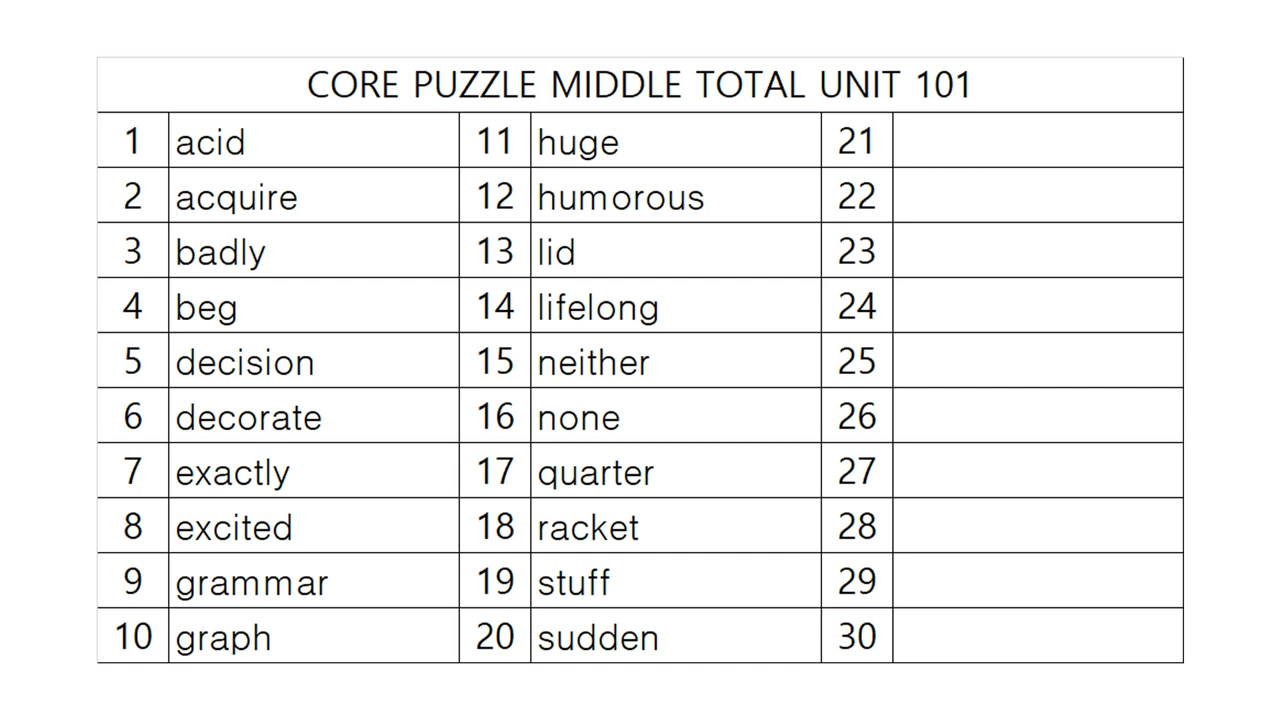 CORE PUZZLE MIDDLE TOTAL UNIT 101
1 acid 11 huge 21
2 acquire 12 humorous 22
3 badly 13 lid 23
4 beg 14 lifelong 24
5 decision 15 neither 25
6 decorate 16 none 26
7 exactly 17 quarter 27
8 excited 18 racket 28
9 grammar 19 stuff 29
10 graph 20 sudden 30